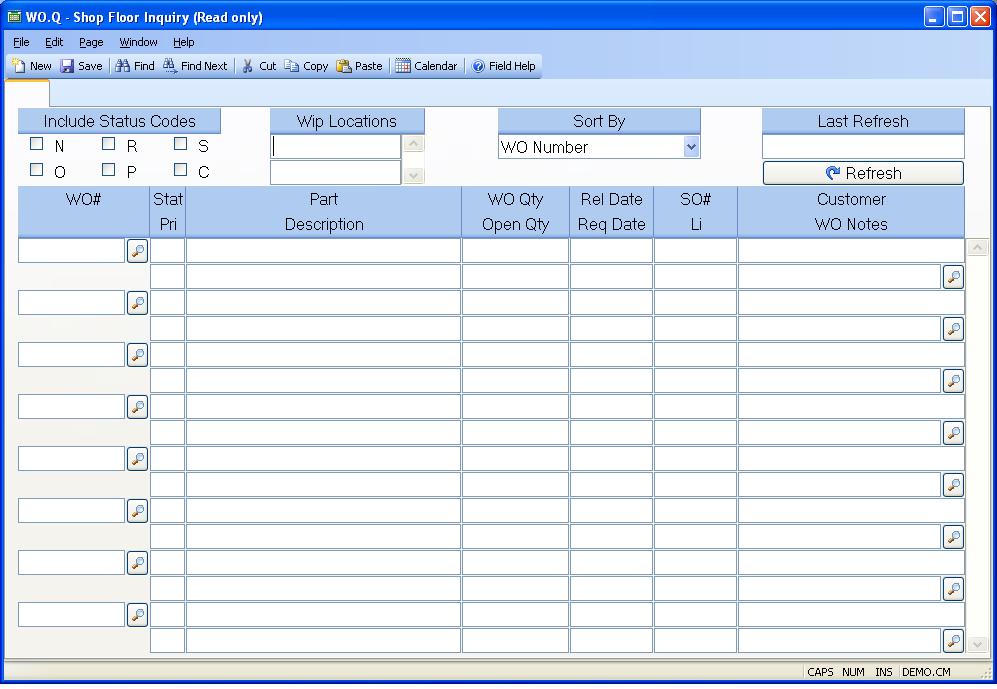 WO.Q - Shop Floor Inquiry (Read only)
File Edit Page Window Help
New Save Find Find Next Cut Copy Paste Calendar Field Help
Include Status Codes Wip Locations Sort By Last Refresh
N R S WO Number
O P C Refresh
WO# Stat Part WO Qty Rel Date SO# Customer
Pri Description Open Qty Req Date Li WO Notes
CAPS NUM INS DEMO.CM